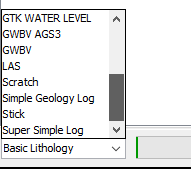 GTK WATER LEVEL
GWBV AGS3
GWBV
LAS
Scratch
Simple Geology Log
Stick
Super Simple Log
Basic Lithology